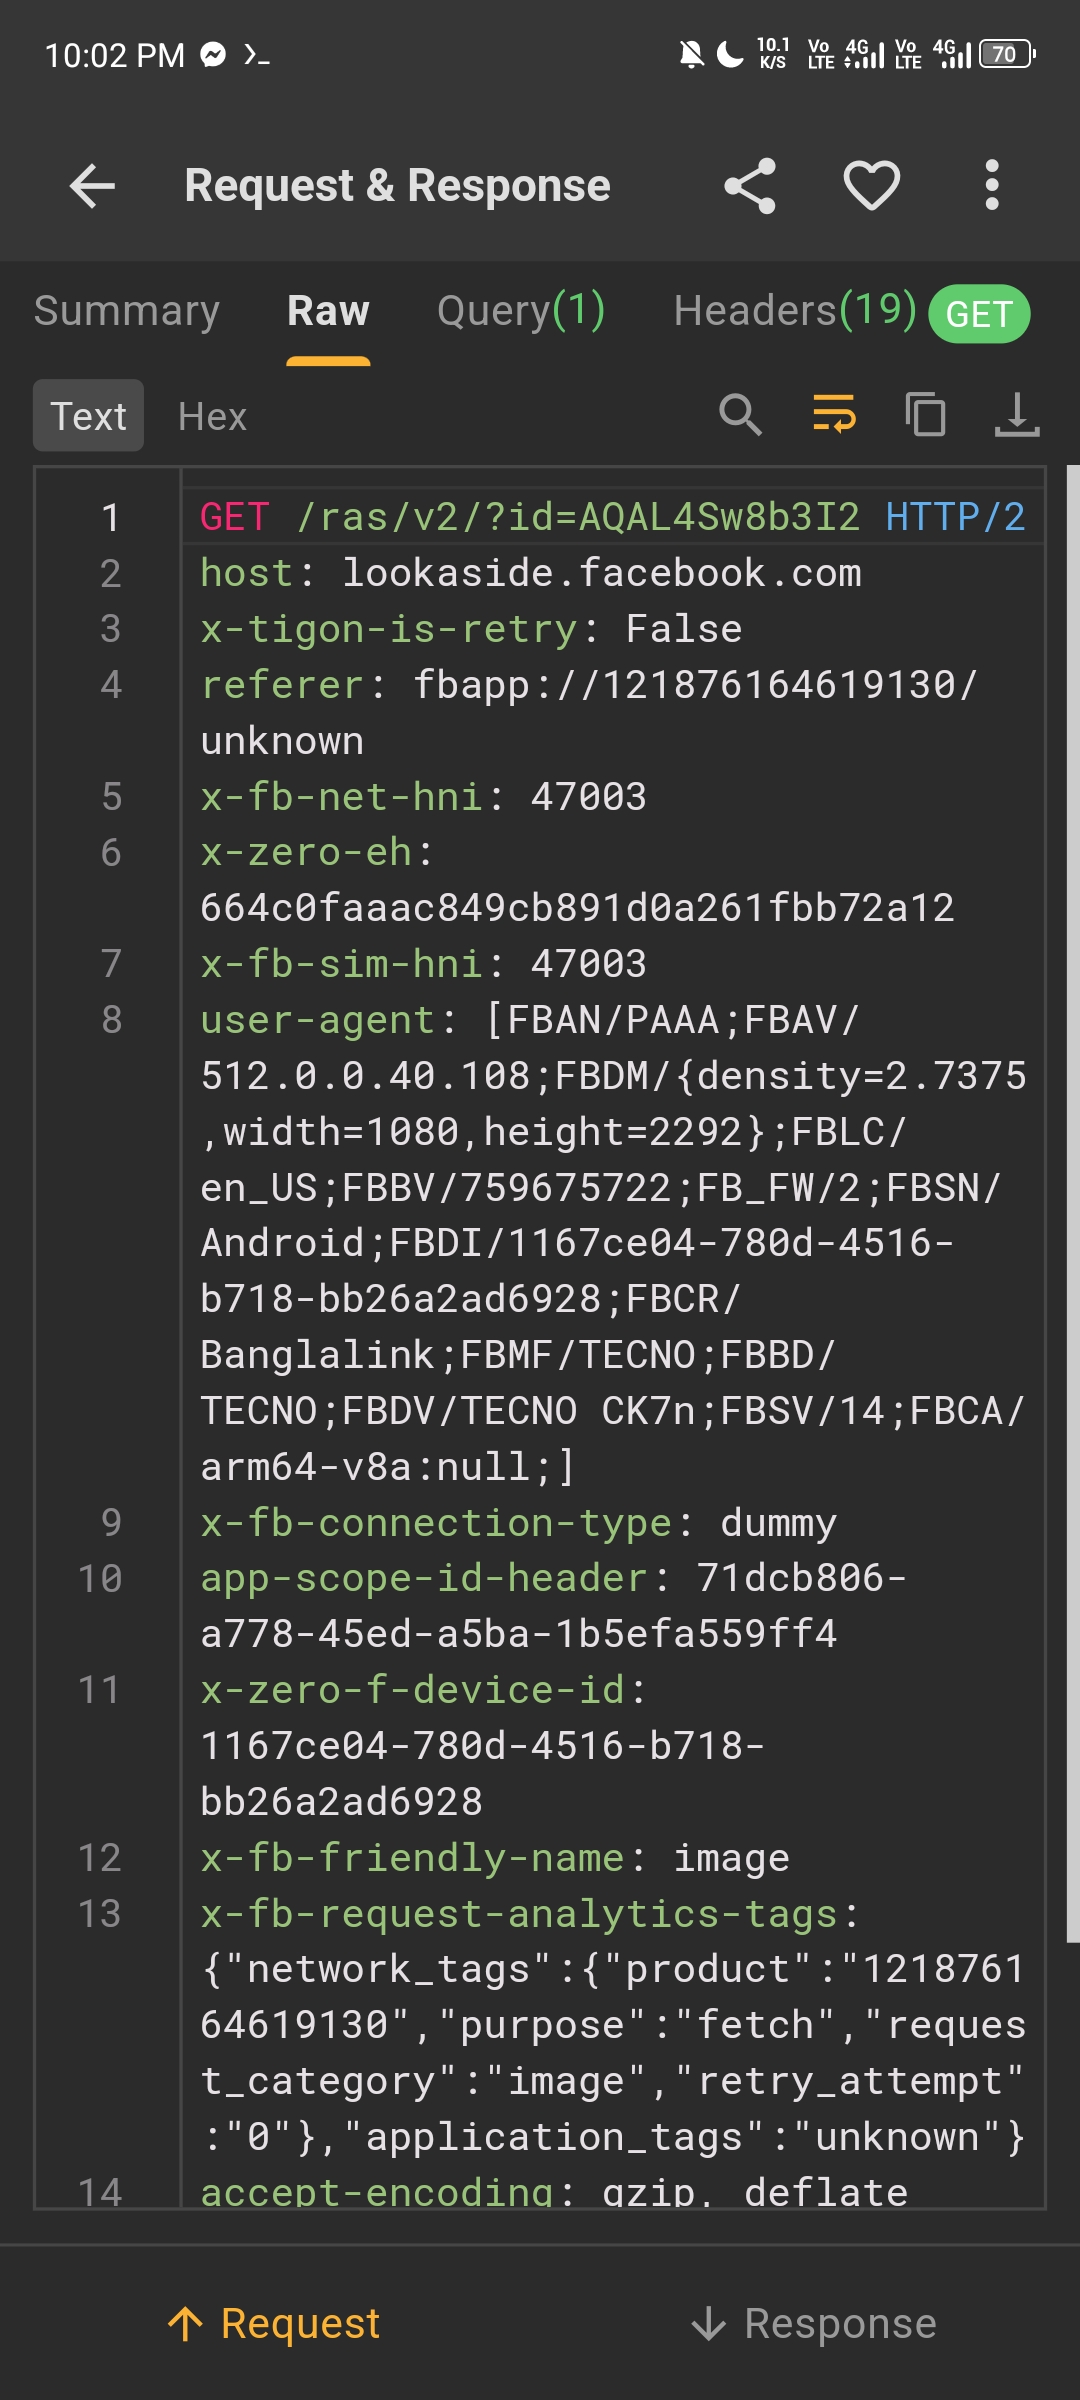 10:02 PM
10.1 K/S
Vo LTE 4G Vo LTE 4G
70
Request & Response
Summary Raw Query(1) Headers(19) GET
Text Hex
1 GET /ras/v2/?id=AQAL4Sw8b3I2 HTTP/2
2 host: lookaside.facebook.com
3 x-tigon-is-retry: False
4 referer: fbapp://121876164619130/
unknown
5 x-fb-net-hni: 47003
6 x-zero-eh:
664c0faaac849cb891d0a261fbb72a12
7 x-fb-sim-hni: 47003
8 user-agent: [FBAN/PAAA;FBAV/
512.0.0.40.108;FBDM/{density=2.7375
,width=1080,height=2292};FBLC/
en_US;FBBV/759675722;FB_FW/2;FBSN/
Android;FBDI/1167ce04-780d-4516-
b718-bb26a2ad6928;FBCR/
Banglalink;FBMF/TECNO;FBBD/
TECNO;FBDV/TECNO CK7n;FBSV/14;FBCA/
arm64-v8a:null;]
9 x-fb-connection-type: dummy
10 app-scope-id-header: 71dcb806-
a778-45ed-a5ba-1b5efa559ff4
11 x-zero-f-device-id:
1167ce04-780d-4516-b718-
bb26a2ad6928
12 x-fb-friendly-name: image
13 x-fb-request-analytics-tags:
{"network_tags":{"product":"1218761
64619130","purpose":"fetch","reques
t_category":"image","retry_attempt"
:"0"},"application_tags":"unknown"}
14 accept-encoding: gzip, deflate
Request Response